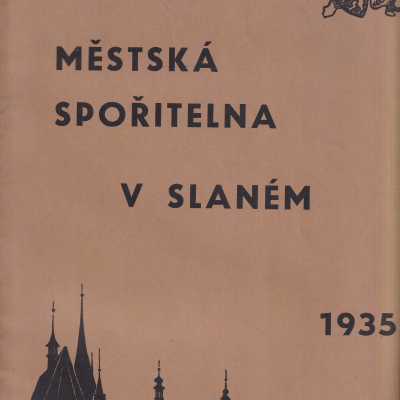 MĚSTSKÁ
SPOŘITELNA
V SLANÉM
1935